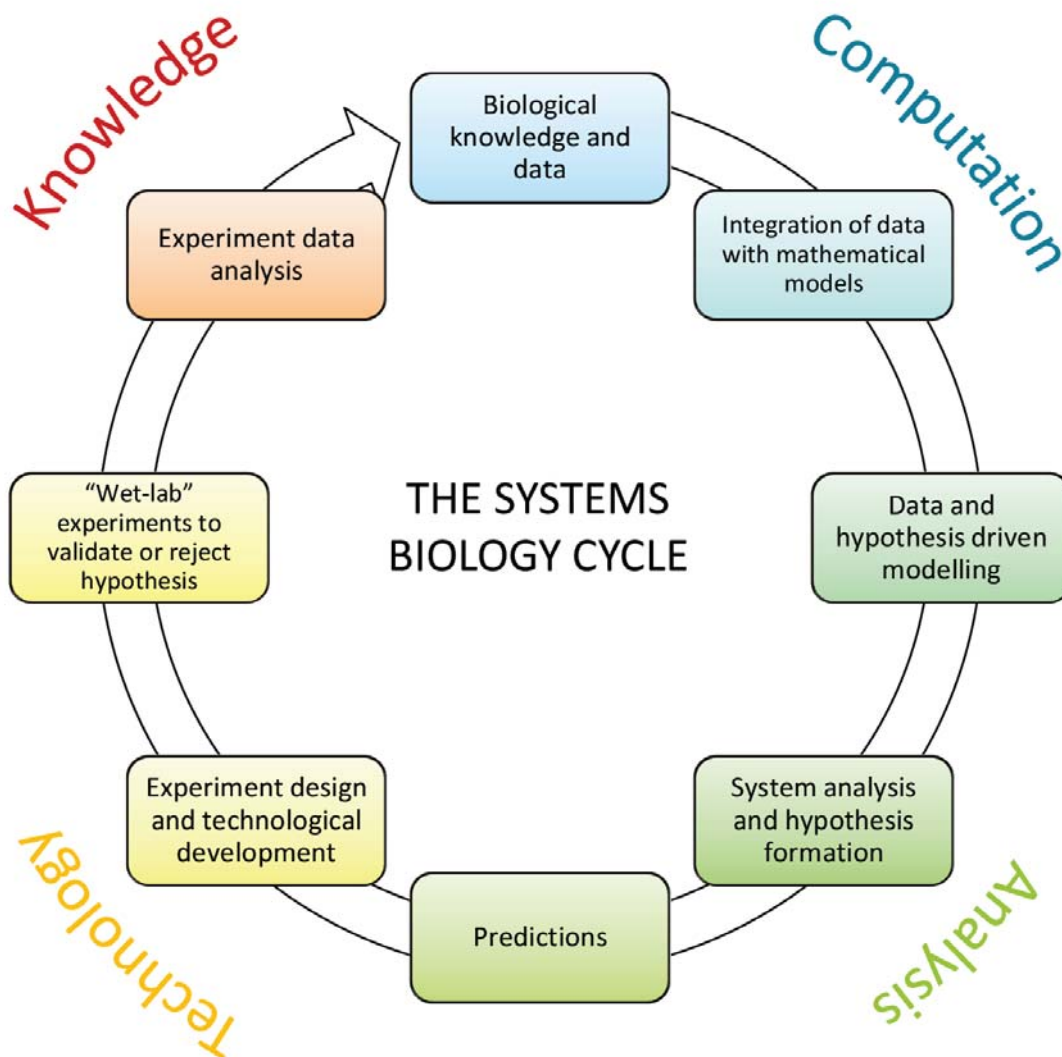 Knowledge
Computation
Biological
knowledge and
data
Integration of data
with mathematical
models
Data and
hypothesis driven
modelling
System analysis
and hypothesis
formation
Predictions
Experiment design
and technological
development
“Wet-lab”
experiments to
validate or reject
hypothesis
Experiment data
analysis
THE SYSTEMS
BIOLOGY CYCLE
Technology
Analysis